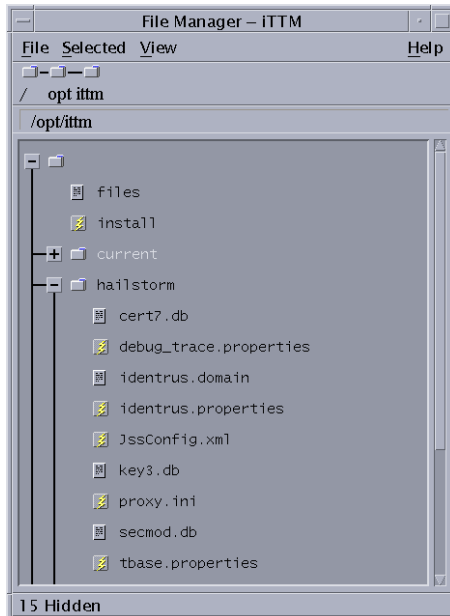 File Manager – iTTM
File Selected View Help
/ opt ittm
/opt/ittm
files
install
current
hailstorm
cert7.db
debug_trace.properties
identrus.domain
identrus.properties
JssConfig.xml
key3.db
proxy.ini
secmod.db
tbase.properties
15 Hidden